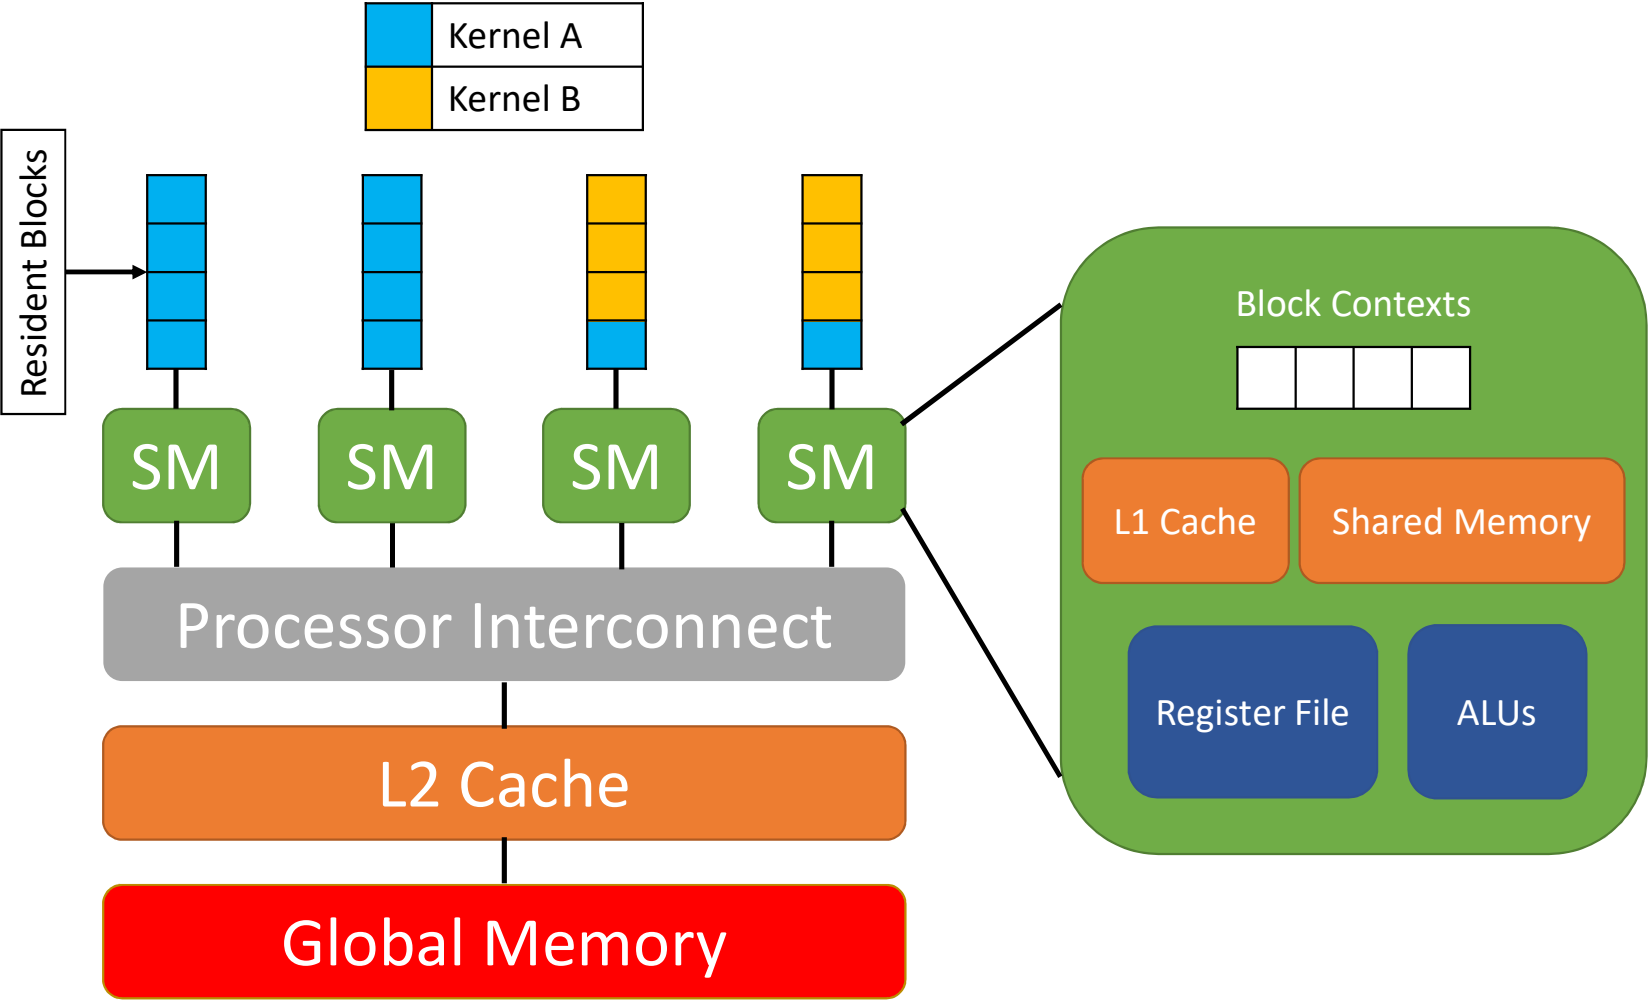 Kernel A
Kernel B
Resident Blocks
SM
SM
SM
SM
Processor Interconnect
L2 Cache
Global Memory
Block Contexts
L1 Cache
Shared Memory
Register File
ALUs